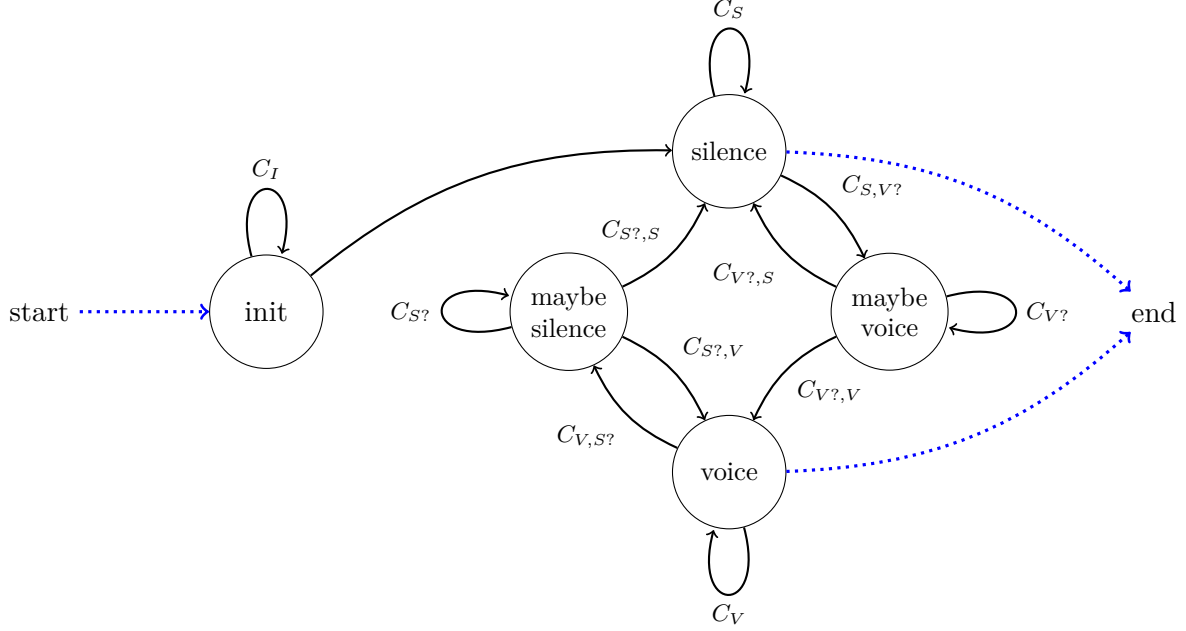 C_S
silence
C_I
C_{S,V?}
C_{S?,S}
C_{V?,S}
start
init
C_{S?}
maybe
silence
maybe
voice
C_{V?}
end
C_{S?,V}
C_{V?,V}
C_{V,S?}
voice
C_V